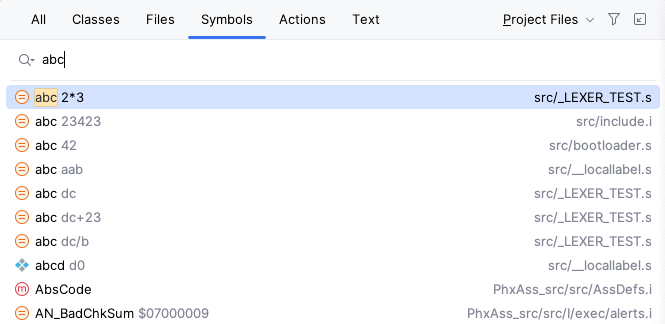 All Classes Files Symbols Actions Text Project Files
abc
abc 2*3 src/_LEXER_TEST.s
abc 23423 src/include.i
abc 42 src/bootloader.s
abc aab src/__locallabel.s
abc dc src/_LEXER_TEST.s
abc dc+23 src/_LEXER_TEST.s
abc dc/b src/_LEXER_TEST.s
abcd d0 src/__locallabel.s
AbsCode PhxAss_src/src/AssDefs.i
AN_BadChkSum $07000009 PhxAss_src/src/I/exec/alerts.i